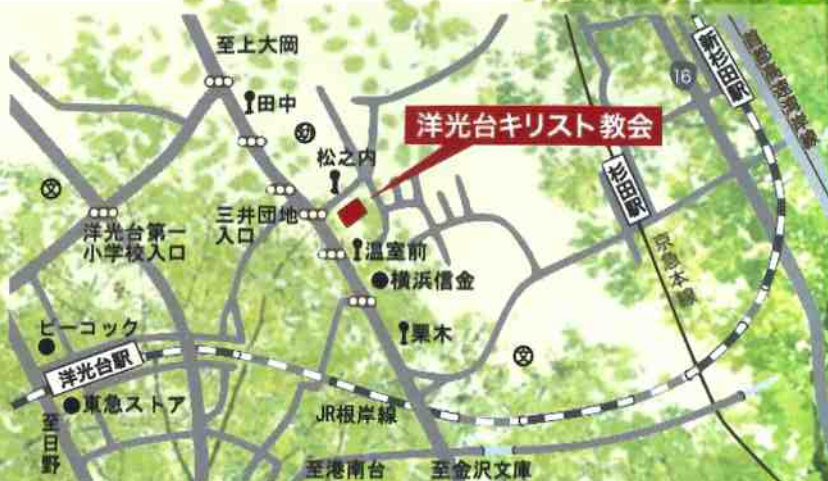 至上大岡
田中
松之内
洋光台キリスト教会
三井団地
入口
洋光台第一
小学校入口
温室前
横浜信金
栗木
ピーコック
洋光台駅
東急ストア
至日野
JR根岸線
至港南台
至金沢文庫
杉田駅
京急本線
16
新杉田駅
文
文